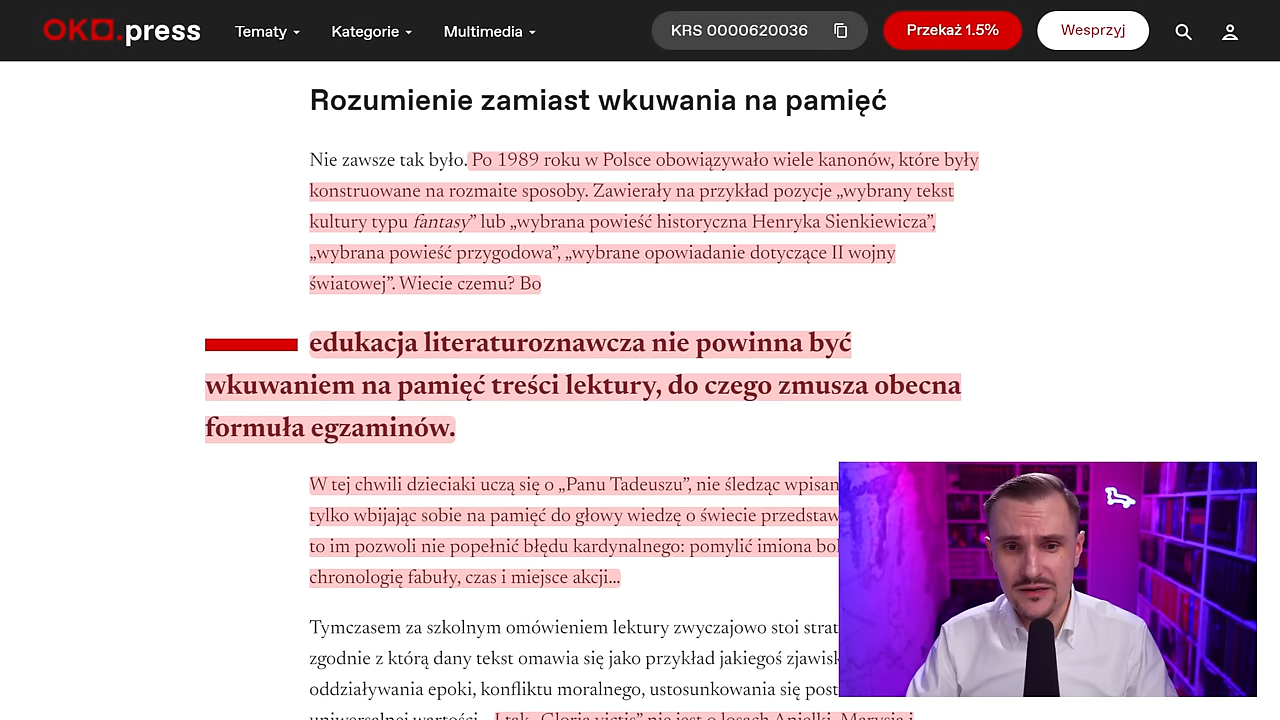 OKO.press Tematy Kategorie Multimedia KRS 0000620036 Przekaż 1.5% Wesprzyj
Rozumienie zamiast wkuwania na pamięć
Nie zawsze tak było. Po 1989 roku w Polsce obowiązywało wiele kanonów, które były
konstruowane na rozmaite sposoby. Zawierały na przykład pozycje „wybrany tekst
kultury typu fantasy” lub „wybrana powieść historyczna Henryka Sienkiewicza”,
„wybrana powieść przygodowa”, „wybrane opowiadanie dotyczące II wojny
światowej”. Wiecie czemu? Bo
edukacja literaturoznawcza nie powinna być
wkuwaniem na pamięć treści lektury, do czego zmusza obecna
formuła egzaminów.
W tej chwili dzieciaki uczą się o „Panu Tadeuszu”, nie śledząc
tylko wbijając sobie na pamięć do głowy wiedzę o świecie
to im pozwoli nie popełnić błędu kardynalnego: pomylić imiona
chronologię fabuły, czas i miejsce akcji...
Tymczasem za szkolnym omówieniem lektury zwyczajowo stoi
zgodnie z którą dany tekst omawia się jako przykład jakiegoś
oddziaływania epoki, konfliktu moralnego, ustosunkowania się
uniwersalnej wartości. I tak „Gloria victis” nie jest o losach Anielki, Marysia i